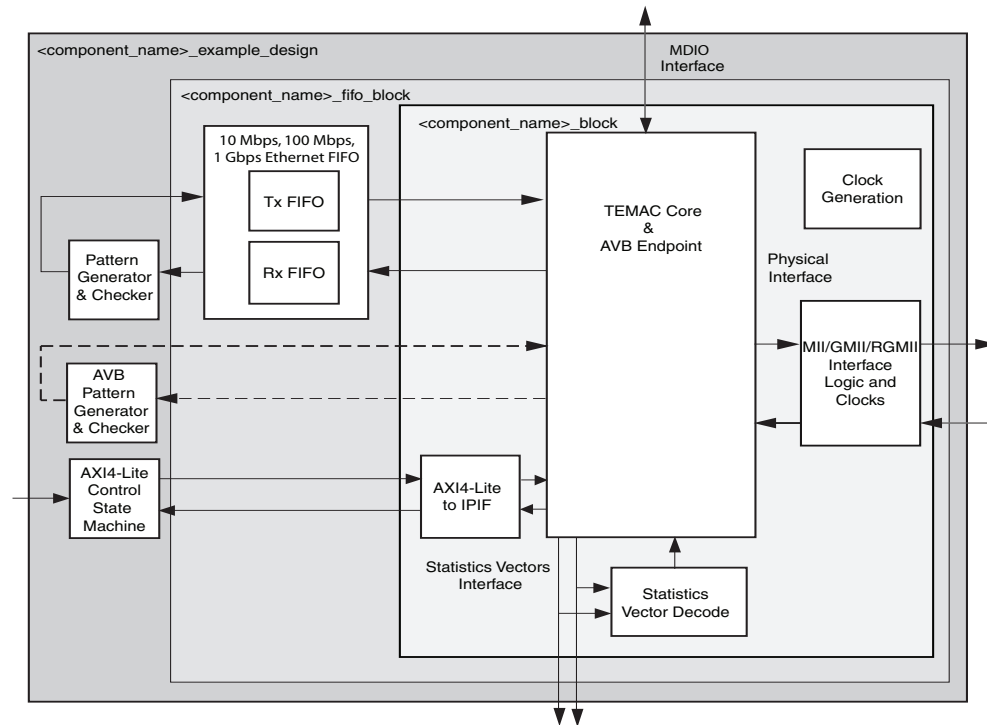 <component_name>_example_design
MDIO
Interface
<component_name>_fifo_block
<component_name>_block
10 Mbps, 100 Mbps,
1 Gbps Ethernet FIFO
Tx FIFO
Rx FIFO
Pattern
Generator
& Checker
TEMAC Core
&
AVB Endpoint
Clock
Generation
Physical
Interface
MII/GMII/RGMII
Interface
Logic and
Clocks
AVB
Pattern
Generator
& Checker
AXI4-Lite
Control
State
Machine
AXI4-Lite
to IPIF
Statistics Vectors
Interface
Statistics
Vector Decode